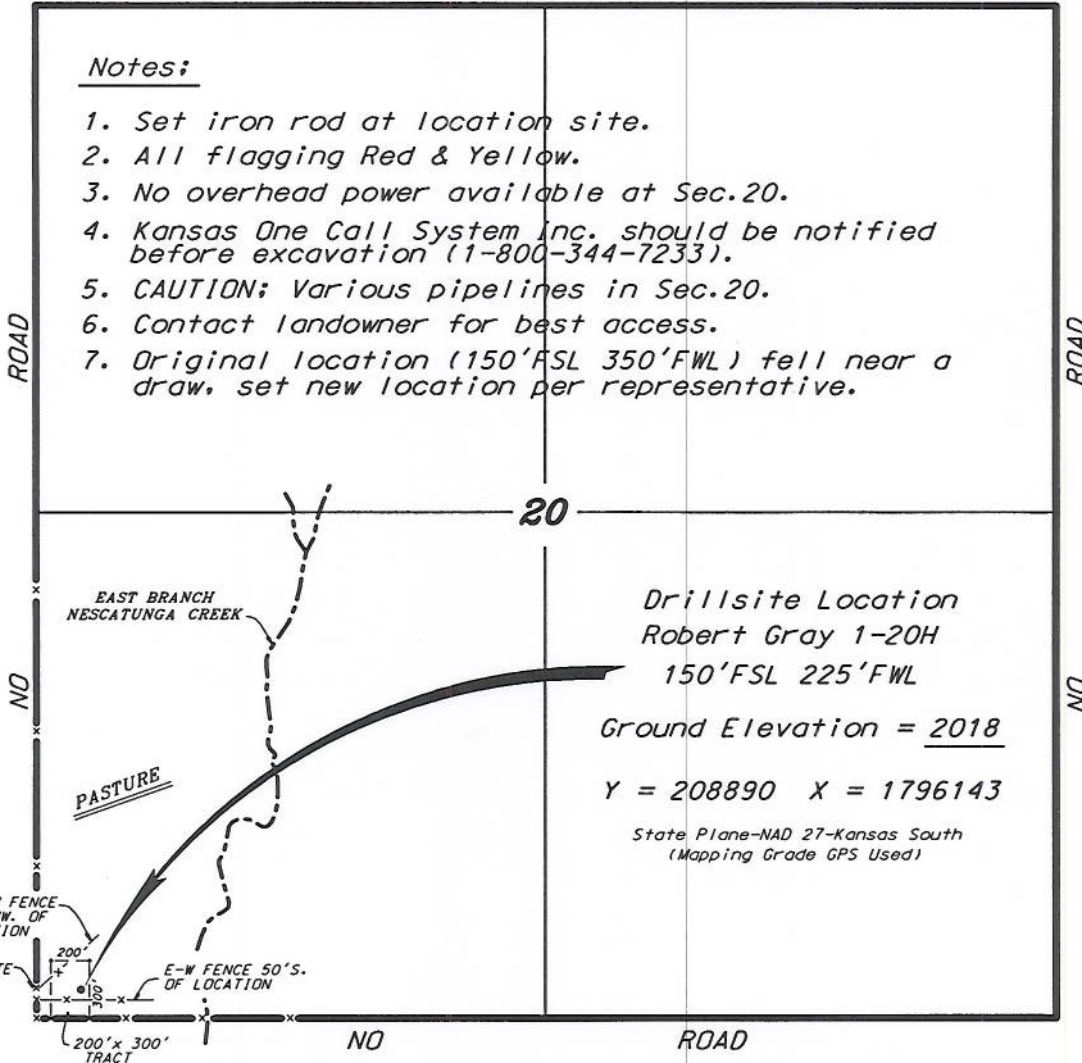 Notes:
1. Set iron rod at location site.
2. All flagging Red & Yellow.
3. No overhead power available at Sec.20.
4. Kansas One Call System Inc. should be notified
before excavation (1-800-344-7233).
5. CAUTION: Various pipelines in Sec.20.
6. Contact landowner for best access.
7. Original location (150'FSL 350'FWL) fell near a
draw. set new location per representative.
ROAD
ROAD
20
EAST BRANCH
NESCATUNGA CREEK
Drillsite Location
Robert Gray 1-20H
150'FSL 225'FWL
NO
NO
Ground Elevation = 2018
PASTURE
Y = 208890 X = 1796143
State Plane-NAD 27-Kansas South
(Mapping Grade GPS Used)
FENCE
W. OF
200'
300'
E-W FENCE 50'S.
OF LOCATION
200'x 300'
TRACT
NO
ROAD